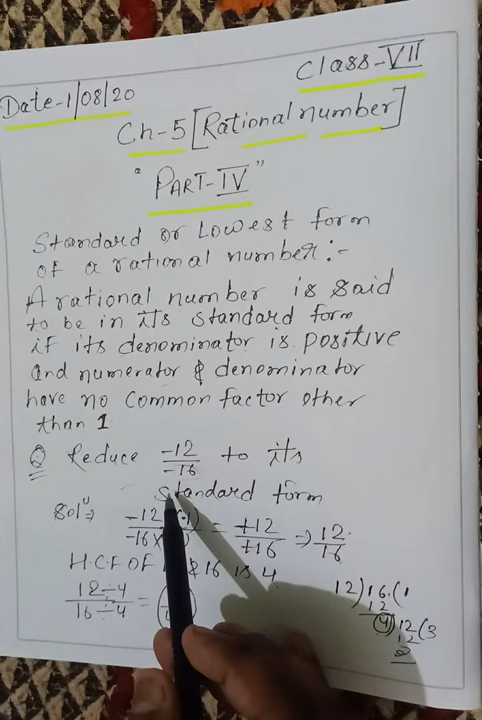 Class-VII
Date-1/08/20
Ch-5 [Rational number]
"PART-IV"
Standard or Lowest form
of a rational number:-
A rational number is said
to be in its standard form
if its denominator is positive
and numerator & denominator
have no common factor other
than 1
Q Reduce -12/-16 to its
standard form
Solⁿ⇒ -12 -1) / -16× = +12/+16 ⇒ 12/16
H.C.F OF 1 & 16 is 4
12÷4 / 16÷4 =
12)16(1
12
4)12(3
12